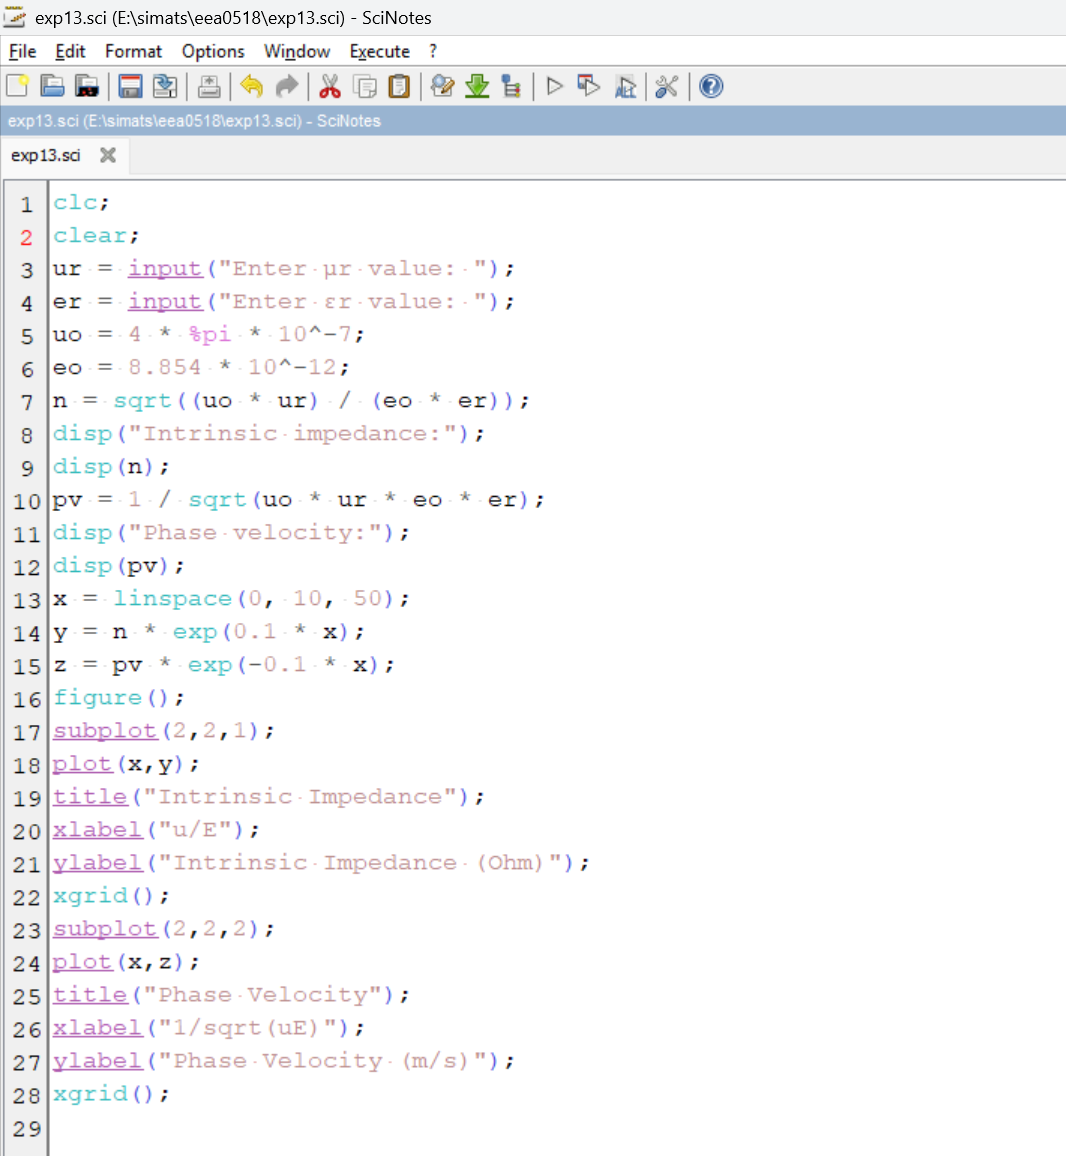 exp13.sci (E:\simats\eea0518\exp13.sci) - SciNotes
File Edit Format Options Window Execute ?
exp13.sci (E:\simats\eea0518\exp13.sci) - SciNotes
exp13.sci
1 clc;
2 clear;
3 ur = input("Enter μr value: ");
4 er = input("Enter εr value: ");
5 uo = 4 * %pi * 10^-7;
6 eo = 8.854 * 10^-12;
7 n = sqrt((uo * ur) / (eo * er));
8 disp("Intrinsic impedance:");
9 disp(n);
10 pv = 1 / sqrt(uo * ur * eo * er);
11 disp("Phase velocity:");
12 disp(pv);
13 x = linspace(0, 10, 50);
14 y = n * exp(0.1 * x);
15 z = pv * exp(-0.1 * x);
16 figure();
17 subplot(2,2,1);
18 plot(x,y);
19 title("Intrinsic Impedance");
20 xlabel("u/E");
21 ylabel("Intrinsic Impedance (Ohm)");
22 xgrid();
23 subplot(2,2,2);
24 plot(x,z);
25 title("Phase Velocity");
26 xlabel("1/sqrt(uE)");
27 ylabel("Phase Velocity (m/s)");
28 xgrid();
29